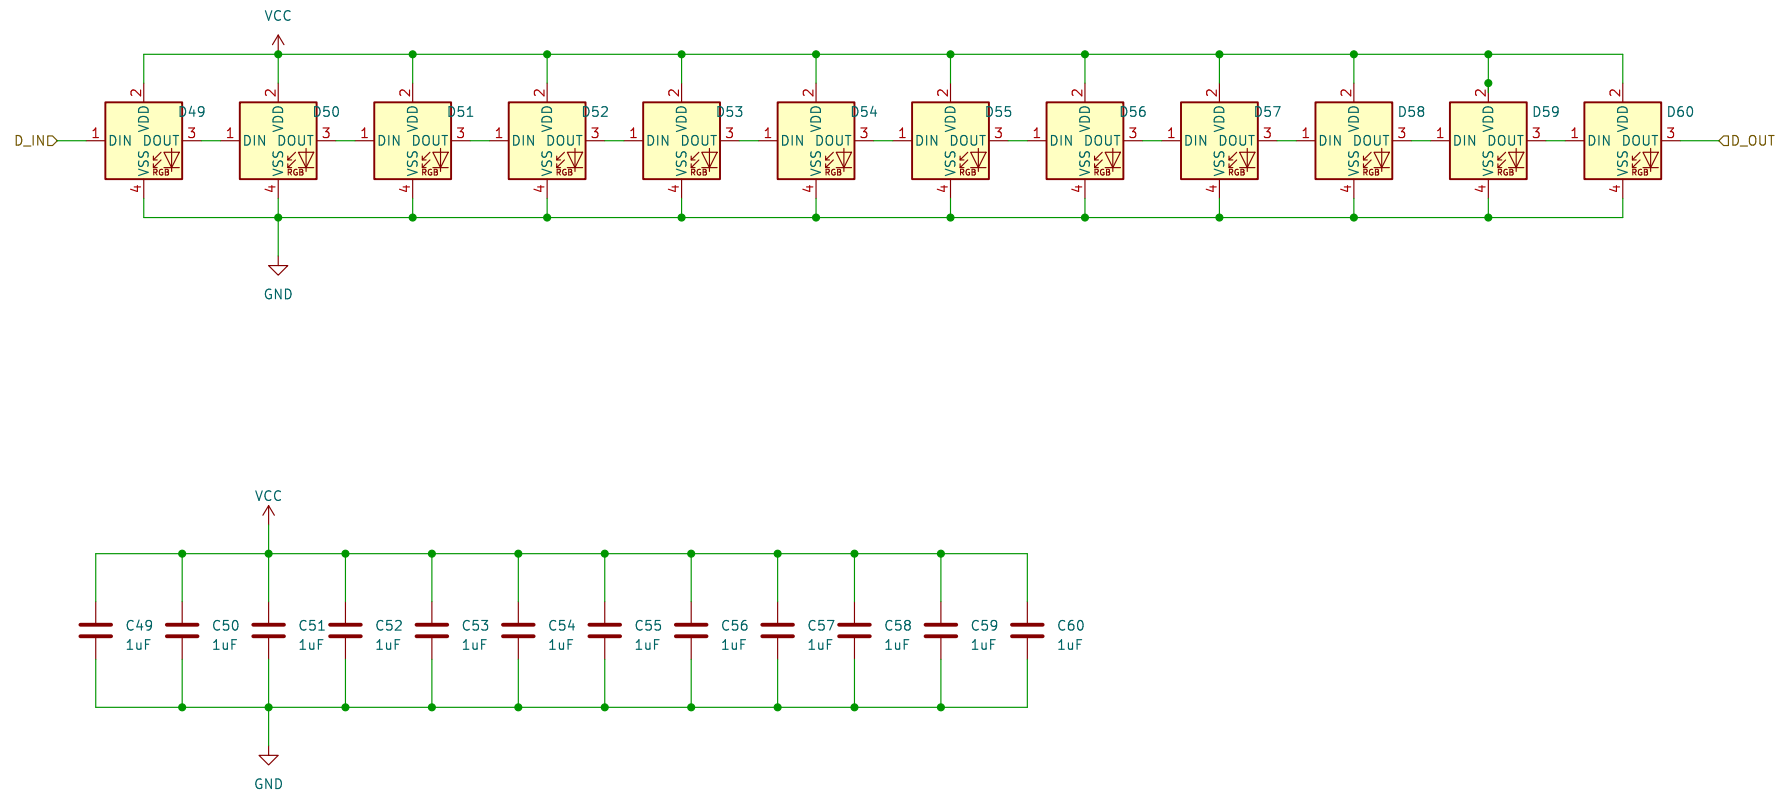 VCC
2 2 2 2 2 2 2 2 2 2 2 2
D49 D50 D51 D52 D53 D54 D55 D56 D57 D58 D59 D60
VDD VDD VDD VDD VDD VDD VDD VDD VDD VDD VDD VDD
D_IN 1 DIN DOUT 3 1 DIN DOUT 3 1 DIN DOUT 3 1 DIN DOUT 3 1 DIN DOUT 3 1 DIN DOUT 3 1 DIN DOUT 3 1 DIN DOUT 3 1 DIN DOUT 3 1 DIN DOUT 3 1 DIN DOUT 3 1 DIN DOUT 3 D_OUT
VSS VSS VSS VSS VSS VSS VSS VSS VSS VSS VSS VSS
RGB RGB RGB RGB RGB RGB RGB RGB RGB RGB RGB RGB
4 4 4 4 4 4 4 4 4 4 4 4
GND
VCC
C49 C50 C51 C52 C53 C54 C55 C56 C57 C58 C59 C60
1uF 1uF 1uF 1uF 1uF 1uF 1uF 1uF 1uF 1uF 1uF 1uF
GND